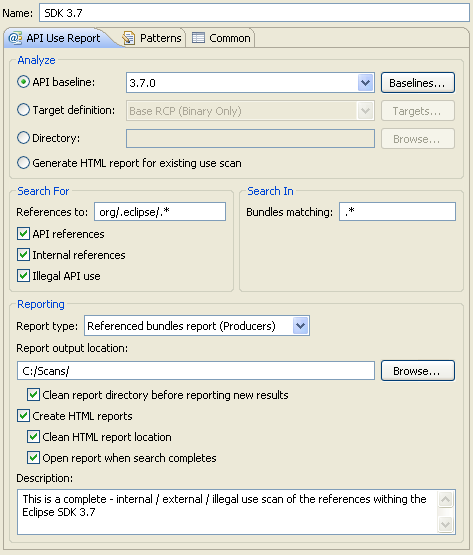 Name: SDK 3.7
API Use Report Patterns Common
Analyze
API baseline: 3.7.0 Baselines...
Target definition: Base RCP (Binary Only) Targets...
Directory: Browse...
Generate HTML report for existing use scan
Search For
References to: org/.eclipse/.*
API references
Internal references
Illegal API use
Search In
Bundles matching: .*
Reporting
Report type: Referenced bundles report (Producers)
Report output location:
C:/Scans/ Browse...
Clean report directory before reporting new results
Create HTML reports
Clean HTML report location
Open report when search completes
Description:
This is a complete - internal / external / illegal use scan of the references withing the
Eclipse SDK 3.7